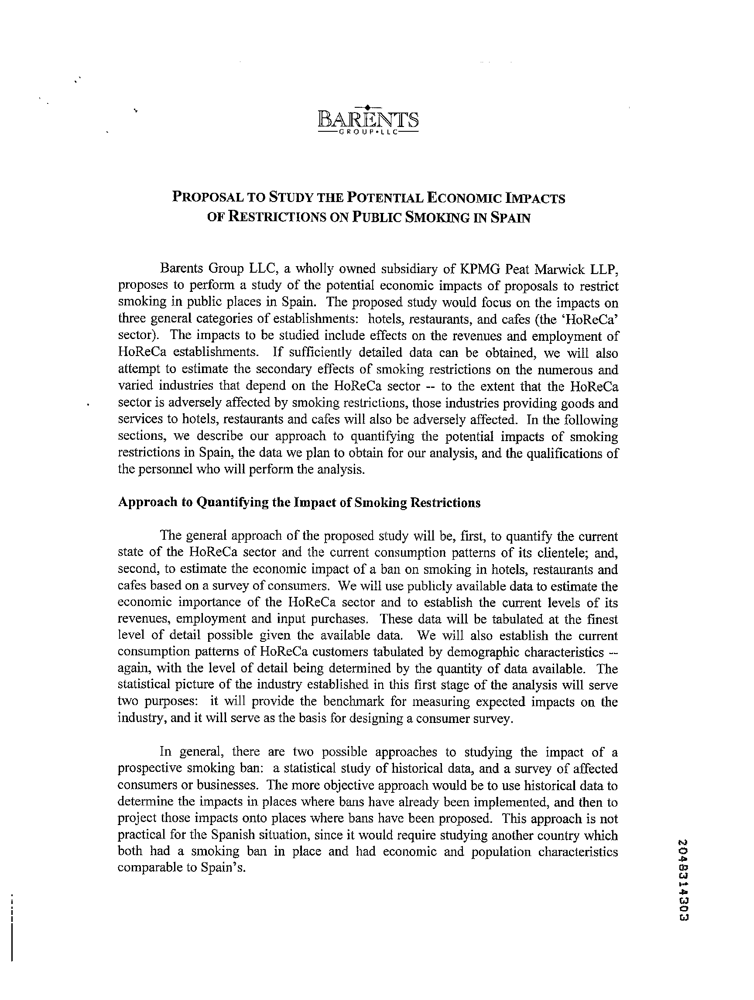 BARENTS
GROUP•LLC
PROPOSAL TO STUDY THE POTENTIAL ECONOMIC IMPACTS
OF RESTRICTIONS ON PUBLIC SMOKING IN SPAIN
Barents Group LLC, a wholly owned subsidiary of KPMG Peat Marwick LLP,
proposes to perform a study of the potential economic impacts of proposals to restrict
smoking in public places in Spain. The proposed study would focus on the impacts on
three general categories of establishments: hotels, restaurants, and cafes (the ‘HoReCa’
sector). The impacts to be studied include effects on the revenues and employment of
HoReCa establishments. If sufficiently detailed data can be obtained, we will also
attempt to estimate the secondary effects of smoking restrictions on the numerous and
varied industries that depend on the HoReCa sector -- to the extent that the HoReCa
sector is adversely affected by smoking restrictions, those industries providing goods and
services to hotels, restaurants and cafes will also be adversely affected. In the following
sections, we describe our approach to quantifying the potential impacts of smoking
restrictions in Spain, the data we plan to obtain for our analysis, and the qualifications of
the personnel who will perform the analysis.
Approach to Quantifying the Impact of Smoking Restrictions
The general approach of the proposed study will be, first, to quantify the current
state of the HoReCa sector and the current consumption patterns of its clientele; and,
second, to estimate the economic impact of a ban on smoking in hotels, restaurants and
cafes based on a survey of consumers. We will use publicly available data to estimate the
economic importance of the HoReCa sector and to establish the current levels of its
revenues, employment and input purchases. These data will be tabulated at the finest
level of detail possible given the available data. We will also establish the current
consumption patterns of HoReCa customers tabulated by demographic characteristics --
again, with the level of detail being determined by the quantity of data available. The
statistical picture of the industry established in this first stage of the analysis will serve
two purposes: it will provide the benchmark for measuring expected impacts on the
industry, and it will serve as the basis for designing a consumer survey.
In general, there are two possible approaches to studying the impact of a
prospective smoking ban: a statistical study of historical data, and a survey of affected
consumers or businesses. The more objective approach would be to use historical data to
determine the impacts in places where bans have already been implemented, and then to
project those impacts onto places where bans have been proposed. This approach is not
practical for the Spanish situation, since it would require studying another country which
both had a smoking ban in place and had economic and population characteristics
comparable to Spain's.
2048314303